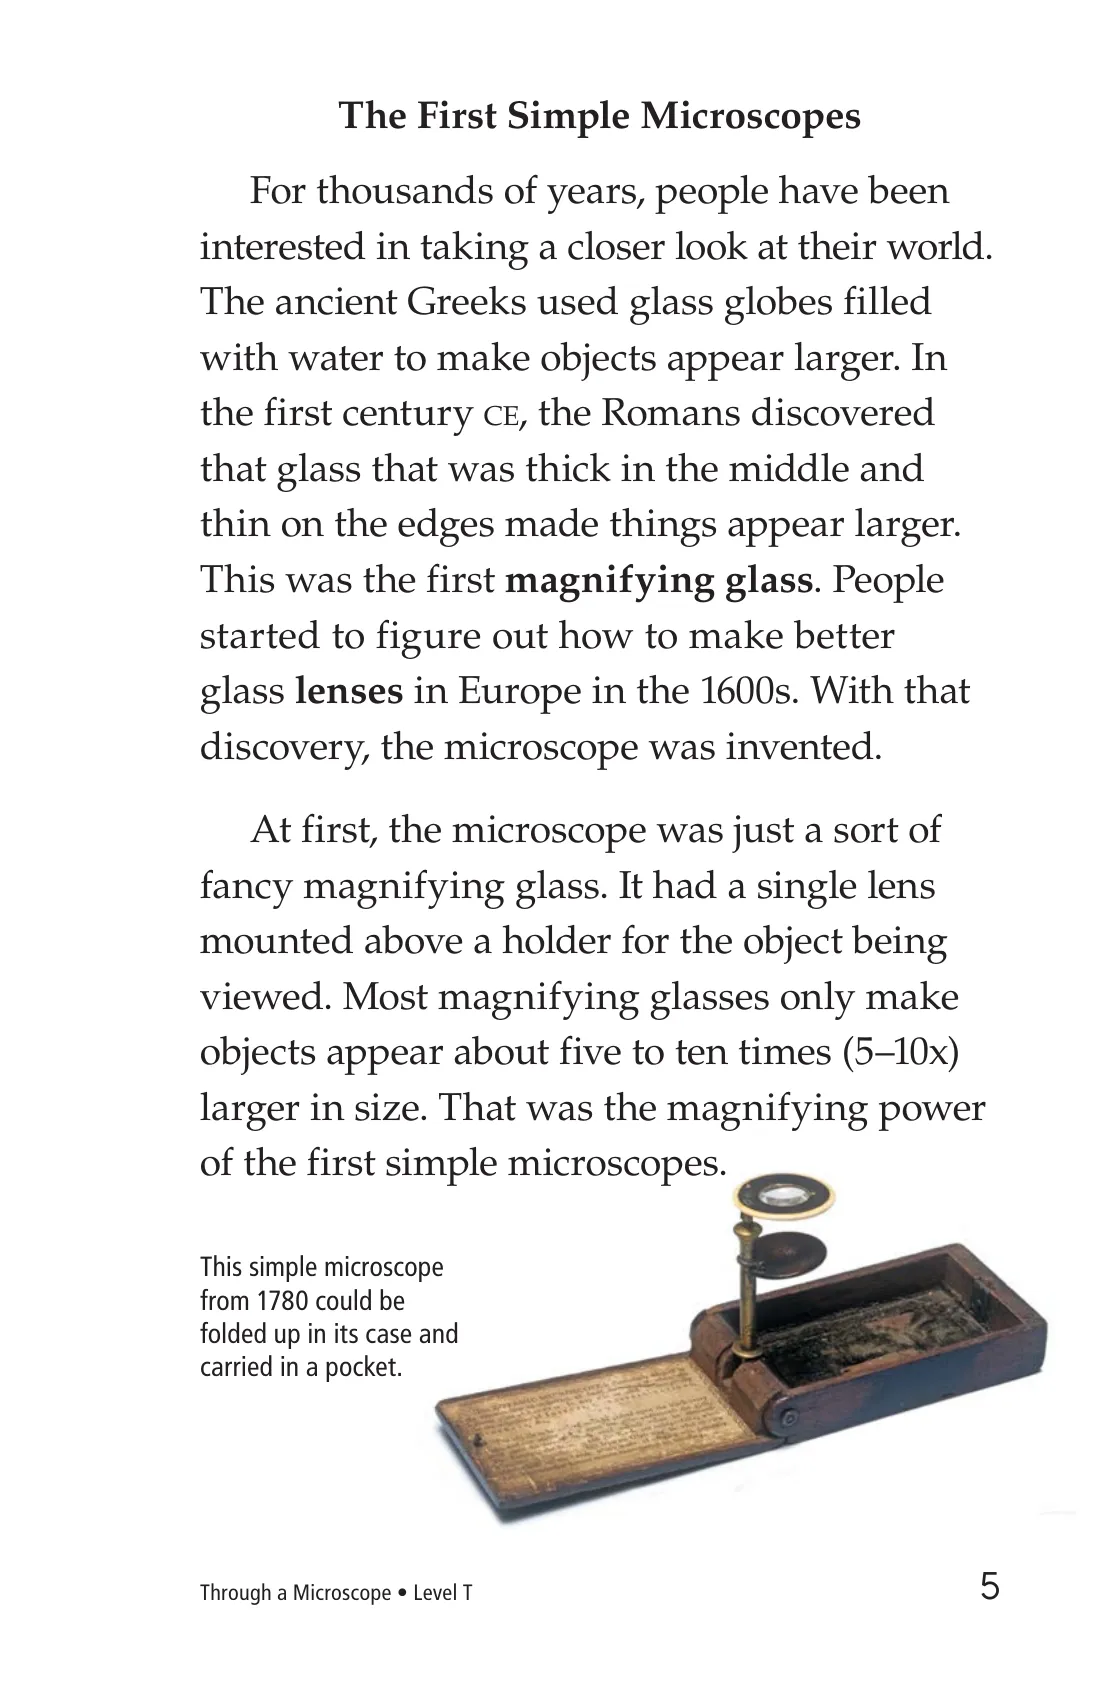 The First Simple Microscopes
For thousands of years, people have been
interested in taking a closer look at their world.
The ancient Greeks used glass globes filled
with water to make objects appear larger. In
the first century CE, the Romans discovered
that glass that was thick in the middle and
thin on the edges made things appear larger.
This was the first magnifying glass. People
started to figure out how to make better
glass lenses in Europe in the 1600s. With that
discovery, the microscope was invented.
At first, the microscope was just a sort of
fancy magnifying glass. It had a single lens
mounted above a holder for the object being
viewed. Most magnifying glasses only make
objects appear about five to ten times (5–10x)
larger in size. That was the magnifying power
of the first simple microscopes.
This simple microscope
from 1780 could be
folded up in its case and
carried in a pocket.
Through a Microscope • Level T
5